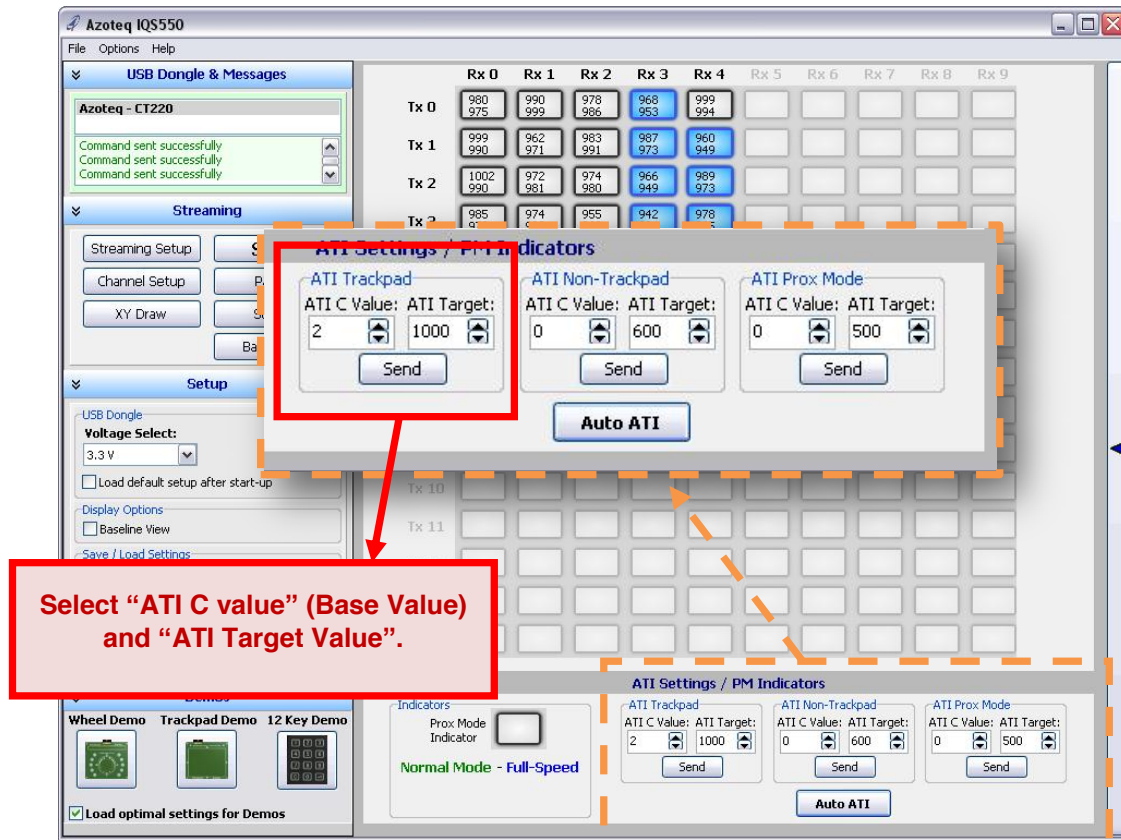 Azoteq IQS550
File Options Help
USB Dongle & Messages
Azoteq - CT220
Command sent successfully
Command sent successfully
Command sent successfully
Streaming
Streaming Setup
Channel Setup
XY Draw
Setup
USB Dongle
Voltage Select:
3.3 V
Load default setup after start-up
Display Options
Baseline View
Save / Load Settings
Rx 0 Rx 1 Rx 2 Rx 3 Rx 4 Rx 5 Rx 6 Rx 7 Rx 8 Rx 9
Tx 0
980 990 978 968 999
975 999 986 953 994
Tx 1
999 962 983 987 960
990 971 991 973 949
Tx 2
1002 972 974 966 989
990 981 980 949 973
985 974 955 942 978
ATI Settings / PM Indicators
ATI Trackpad ATI Non-Trackpad ATI Prox Mode
ATI C Value: ATI Target: ATI C Value: ATI Target: ATI C Value: ATI Target:
2 1000 0 600 0 500
Send Send Send
Auto ATI
Tx 10
Tx 11
Select “ATI C value” (Base Value)
and “ATI Target Value”.
Demos
Wheel Demo Trackpad Demo 12 Key Demo
Load optimal settings for Demos
Indicators
Prox Mode
Indicator
Normal Mode - Full-Speed
ATI Settings / PM Indicators
ATI Trackpad ATI Non-Trackpad ATI Prox Mode
ATI C Value: ATI Target: ATI C Value: ATI Target: ATI C Value: ATI Target:
2 1000 0 600 0 500
Send Send Send
Auto ATI